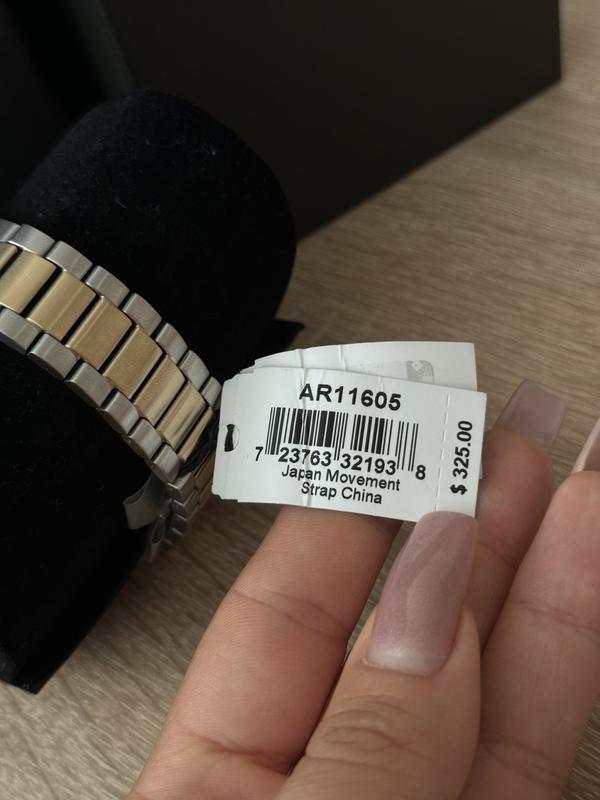 AR11605
7 23763 32193 8
Japan Movement
Strap China
$ 325.00